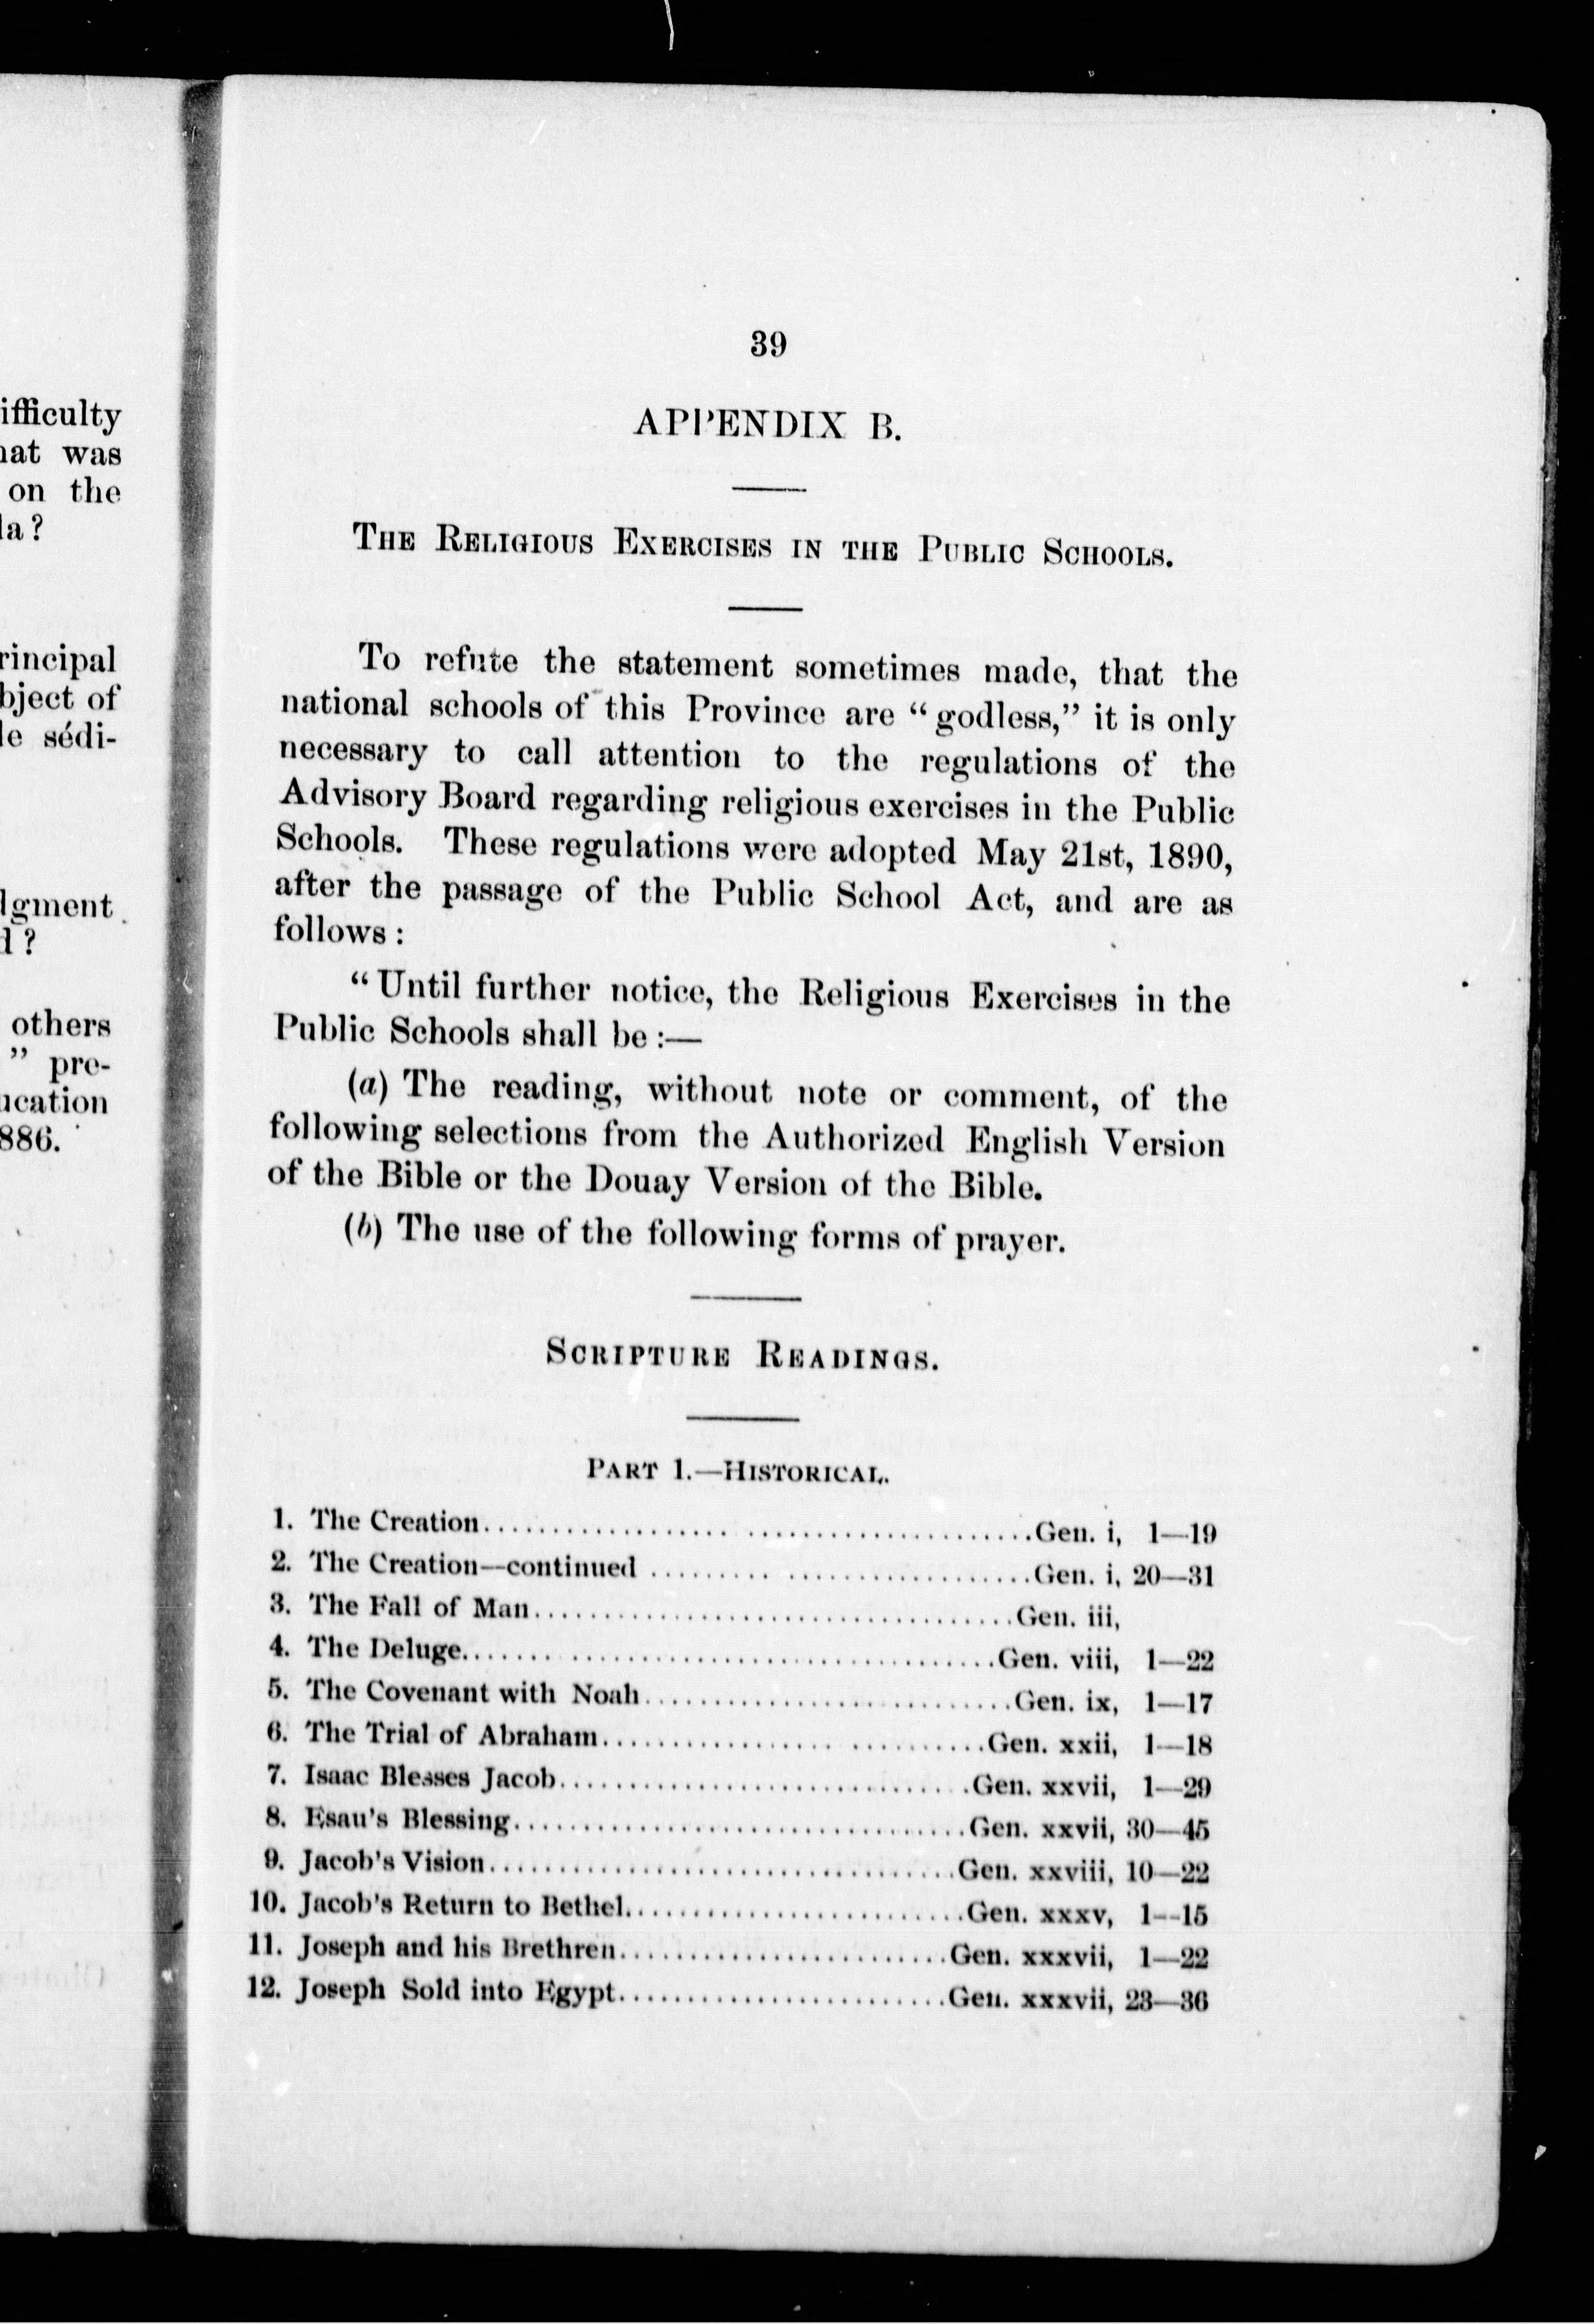 ifficulty
was
on the
la?
rincipal
bject of
le sédi-
lgment
d?
others
” pre-
ucation
886.
39
APPENDIX B.
THE RELIGIOUS EXERCISES IN THE PUBLIC SCHOOLS.
To refute the statement sometimes made, that the
national schools of this Province are “godless,” it is only
necessary to call attention to the regulations of the
Advisory Board regarding religious exercises in the Public
Schools. These regulations were adopted May 21st, 1890,
after the passage of the Public School Act, and are as
follows:
“Until further notice, the Religious Exercises in the
Public Schools shall be:—
(a) The reading, without note or comment, of the
following selections from the Authorized English Version
of the Bible or the Douay Version of the Bible.
(b) The use of the following forms of prayer.
SCRIPTURE READINGS.
PART 1.—HISTORICAL.
1. The Creation........................................Gen. i, 1—19
2. The Creation—continued ..............................Gen. i, 20—31
3. The Fall of Man...................................Gen. iii,
4. The Deluge.......................................Gen. viii, 1—22
5. The Covenant with Noah...........................Gen. ix, 1—17
6. The Trial of Abraham............................Gen. xxii, 1—18
7. Isaac Blesses Jacob..............................Gen. xxvii, 1—29
8. Esau's Blessing.................................Gen. xxvii, 30—45
9. Jacob's Vision..................................Gen. xxviii, 10—22
10. Jacob's Return to Bethel.........................Gen. xxxv, 1—15
11. Joseph and his Brethren........................Gen. xxxvii, 1—22
12. Joseph Sold into Egypt........................Gen. xxxvii, 23—36